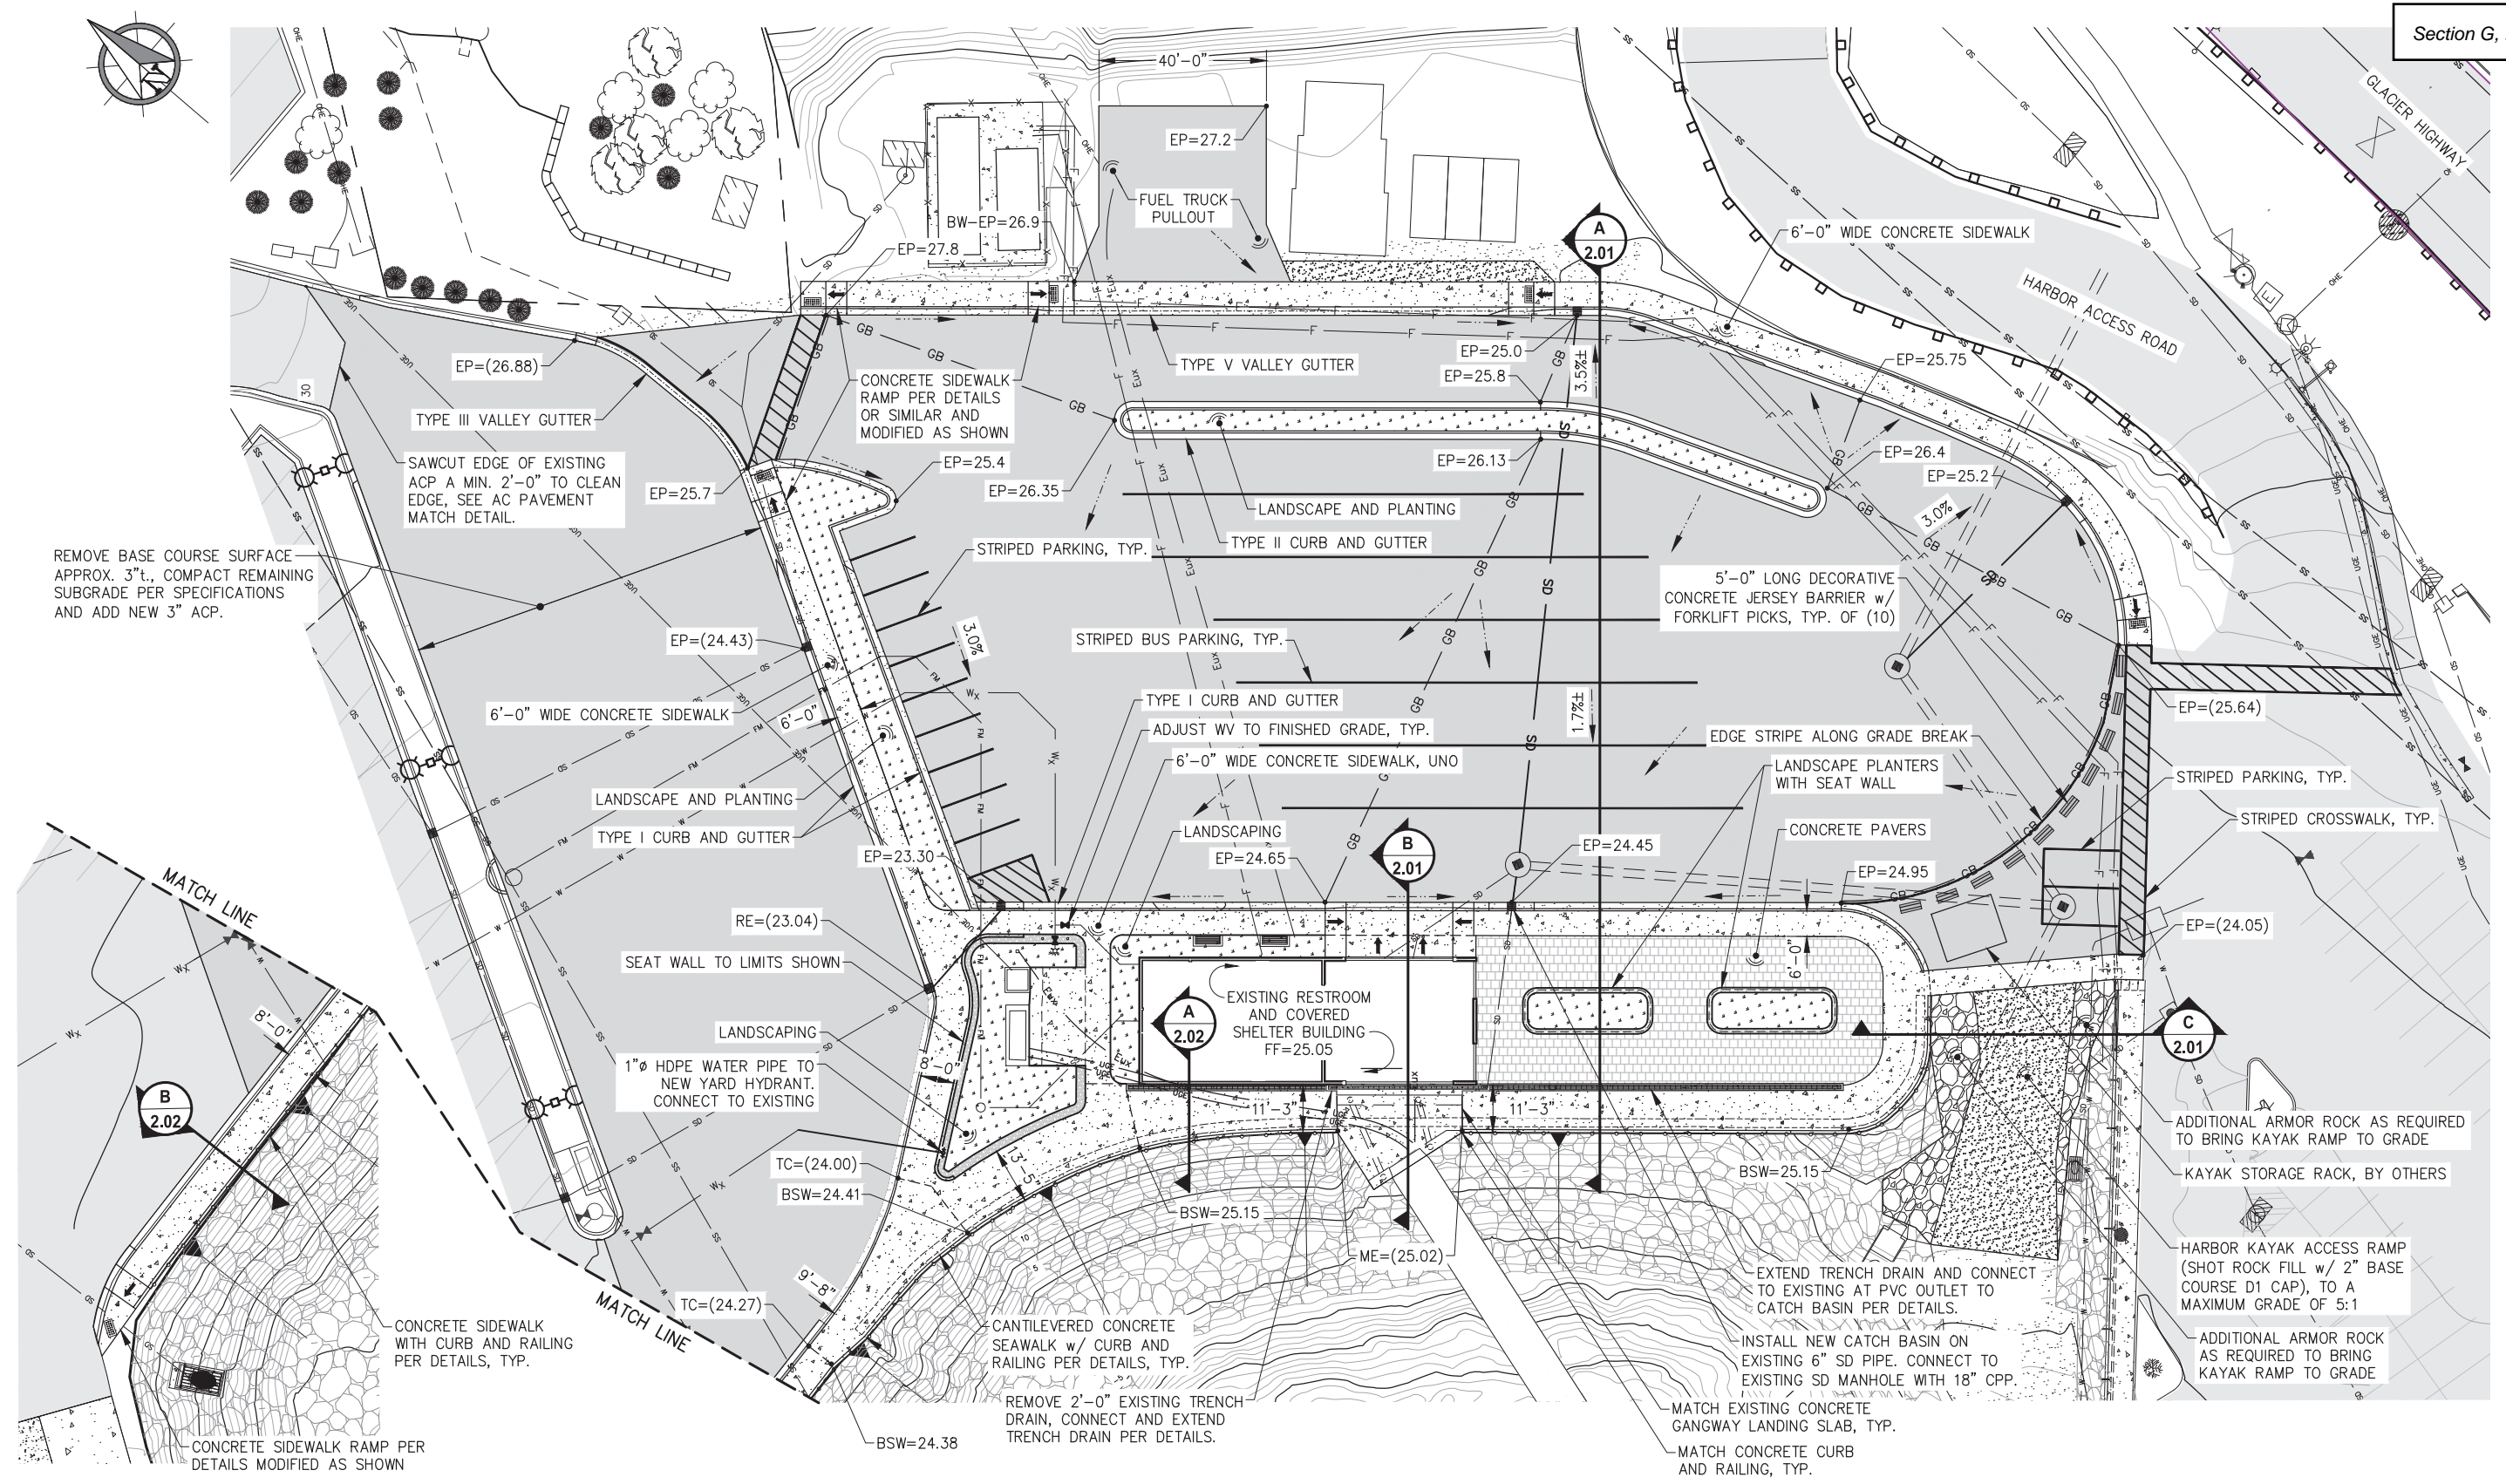 Section G,
GLACIER HIGHWAY
40'-0"
EP=27.2
FUEL TRUCK
PULLOUT
BW-EP=26.9
EP=27.8
A
2.01
6'-0" WIDE CONCRETE SIDEWALK
HARBOR ACCESS ROAD
EP=(26.88)
TYPE V VALLEY GUTTER
EP=25.0
EP=25.8
3.5%±
EP=25.75
30
TYPE III VALLEY GUTTER
CONCRETE SIDEWALK
RAMP PER DETAILS
OR SIMILAR AND
MODIFIED AS SHOWN
SAWCUT EDGE OF EXISTING
ACP A MIN. 2'-0" TO CLEAN
EDGE, SEE AC PAVEMENT
MATCH DETAIL.
EP=25.7
EP=25.4
EP=26.35
EP=26.13
EP=26.4
EP=25.2
LANDSCAPE AND PLANTING
TYPE II CURB AND GUTTER
3.0%
REMOVE BASE COURSE SURFACE
APPROX. 3"t., COMPACT REMAINING
SUBGRADE PER SPECIFICATIONS
AND ADD NEW 3" ACP.
STRIPED PARKING, TYP.
5'-0" LONG DECORATIVE
CONCRETE JERSEY BARRIER w/
FORKLIFT PICKS, TYP. OF (10)
EP=(24.43)
3.0%
STRIPED BUS PARKING, TYP.
6'-0" WIDE CONCRETE SIDEWALK
6'-0"
TYPE I CURB AND GUTTER
ADJUST WV TO FINISHED GRADE, TYP.
6'-0" WIDE CONCRETE SIDEWALK, UNO
1.7%±
EP=(25.64)
EDGE STRIPE ALONG GRADE BREAK
LANDSCAPE PLANTERS
WITH SEAT WALL
STRIPED PARKING, TYP.
STRIPED CROSSWALK, TYP.
LANDSCAPE AND PLANTING
TYPE I CURB AND GUTTER
LANDSCAPING
CONCRETE PAVERS
EP=23.30
EP=24.65
B
2.01
EP=24.45
EP=24.95
MATCH LINE
RE=(23.04)
EP=(24.05)
SEAT WALL TO LIMITS SHOWN
6'-0"
8'-0"
EXISTING RESTROOM
AND COVERED
SHELTER BUILDING
FF=25.05
A
2.02
C
2.01
LANDSCAPING
1"ø HDPE WATER PIPE TO
NEW YARD HYDRANT.
CONNECT TO EXISTING
8'-0"
B
2.02
11'-3"
11'-3"
ADDITIONAL ARMOR ROCK AS REQUIRED
TO BRING KAYAK RAMP TO GRADE
TC=(24.00)
13'-5"
BSW=25.15
KAYAK STORAGE RACK, BY OTHERS
BSW=24.41
BSW=25.15
10
5
ME=(25.02)
HARBOR KAYAK ACCESS RAMP
(SHOT ROCK FILL w/ 2" BASE
COURSE D1 CAP), TO A
MAXIMUM GRADE OF 5:1
9'-8"
EXTEND TRENCH DRAIN AND CONNECT
TO EXISTING AT PVC OUTLET TO
CATCH BASIN PER DETAILS.
MATCH LINE
TC=(24.27)
CONCRETE SIDEWALK
WITH CURB AND RAILING
PER DETAILS, TYP.
CANTILEVERED CONCRETE
SEAWALK w/ CURB AND
RAILING PER DETAILS, TYP.
INSTALL NEW CATCH BASIN ON
EXISTING 6" SD PIPE. CONNECT TO
EXISTING SD MANHOLE WITH 18" CPP.
ADDITIONAL ARMOR ROCK
AS REQUIRED TO BRING
KAYAK RAMP TO GRADE
REMOVE 2'-0" EXISTING TRENCH
DRAIN, CONNECT AND EXTEND
TRENCH DRAIN PER DETAILS.
MATCH EXISTING CONCRETE
GANGWAY LANDING SLAB, TYP.
BSW=24.38
CONCRETE SIDEWALK RAMP PER
DETAILS MODIFIED AS SHOWN
MATCH CONCRETE CURB
AND RAILING, TYP.